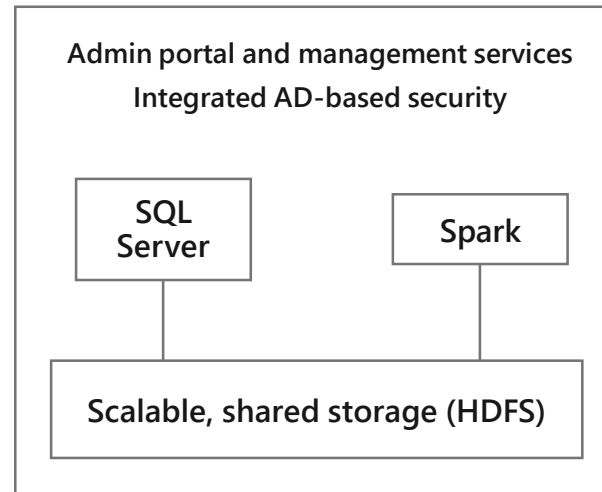 Admin portal and management services
Integrated AD-based security
SQL
Server
Spark
Scalable, shared storage (HDFS)